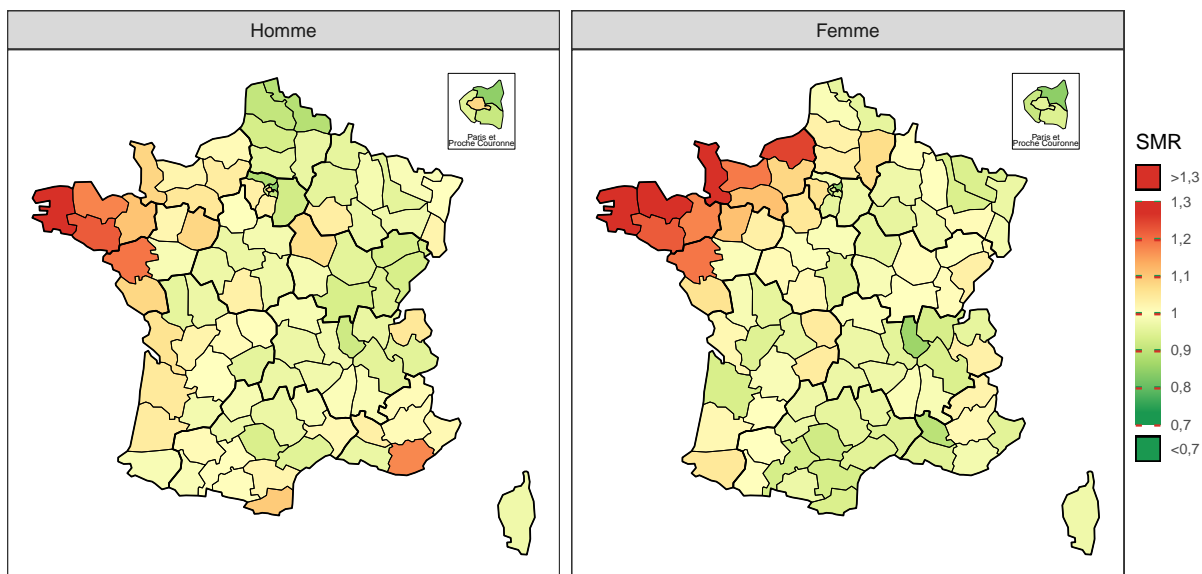 Homme
Femme
Paris et
Proche Couronne
Paris et
Proche Couronne
SMR
>1,3
1,3
1,2
1,1
1
0,9
0,8
0,7
<0,7